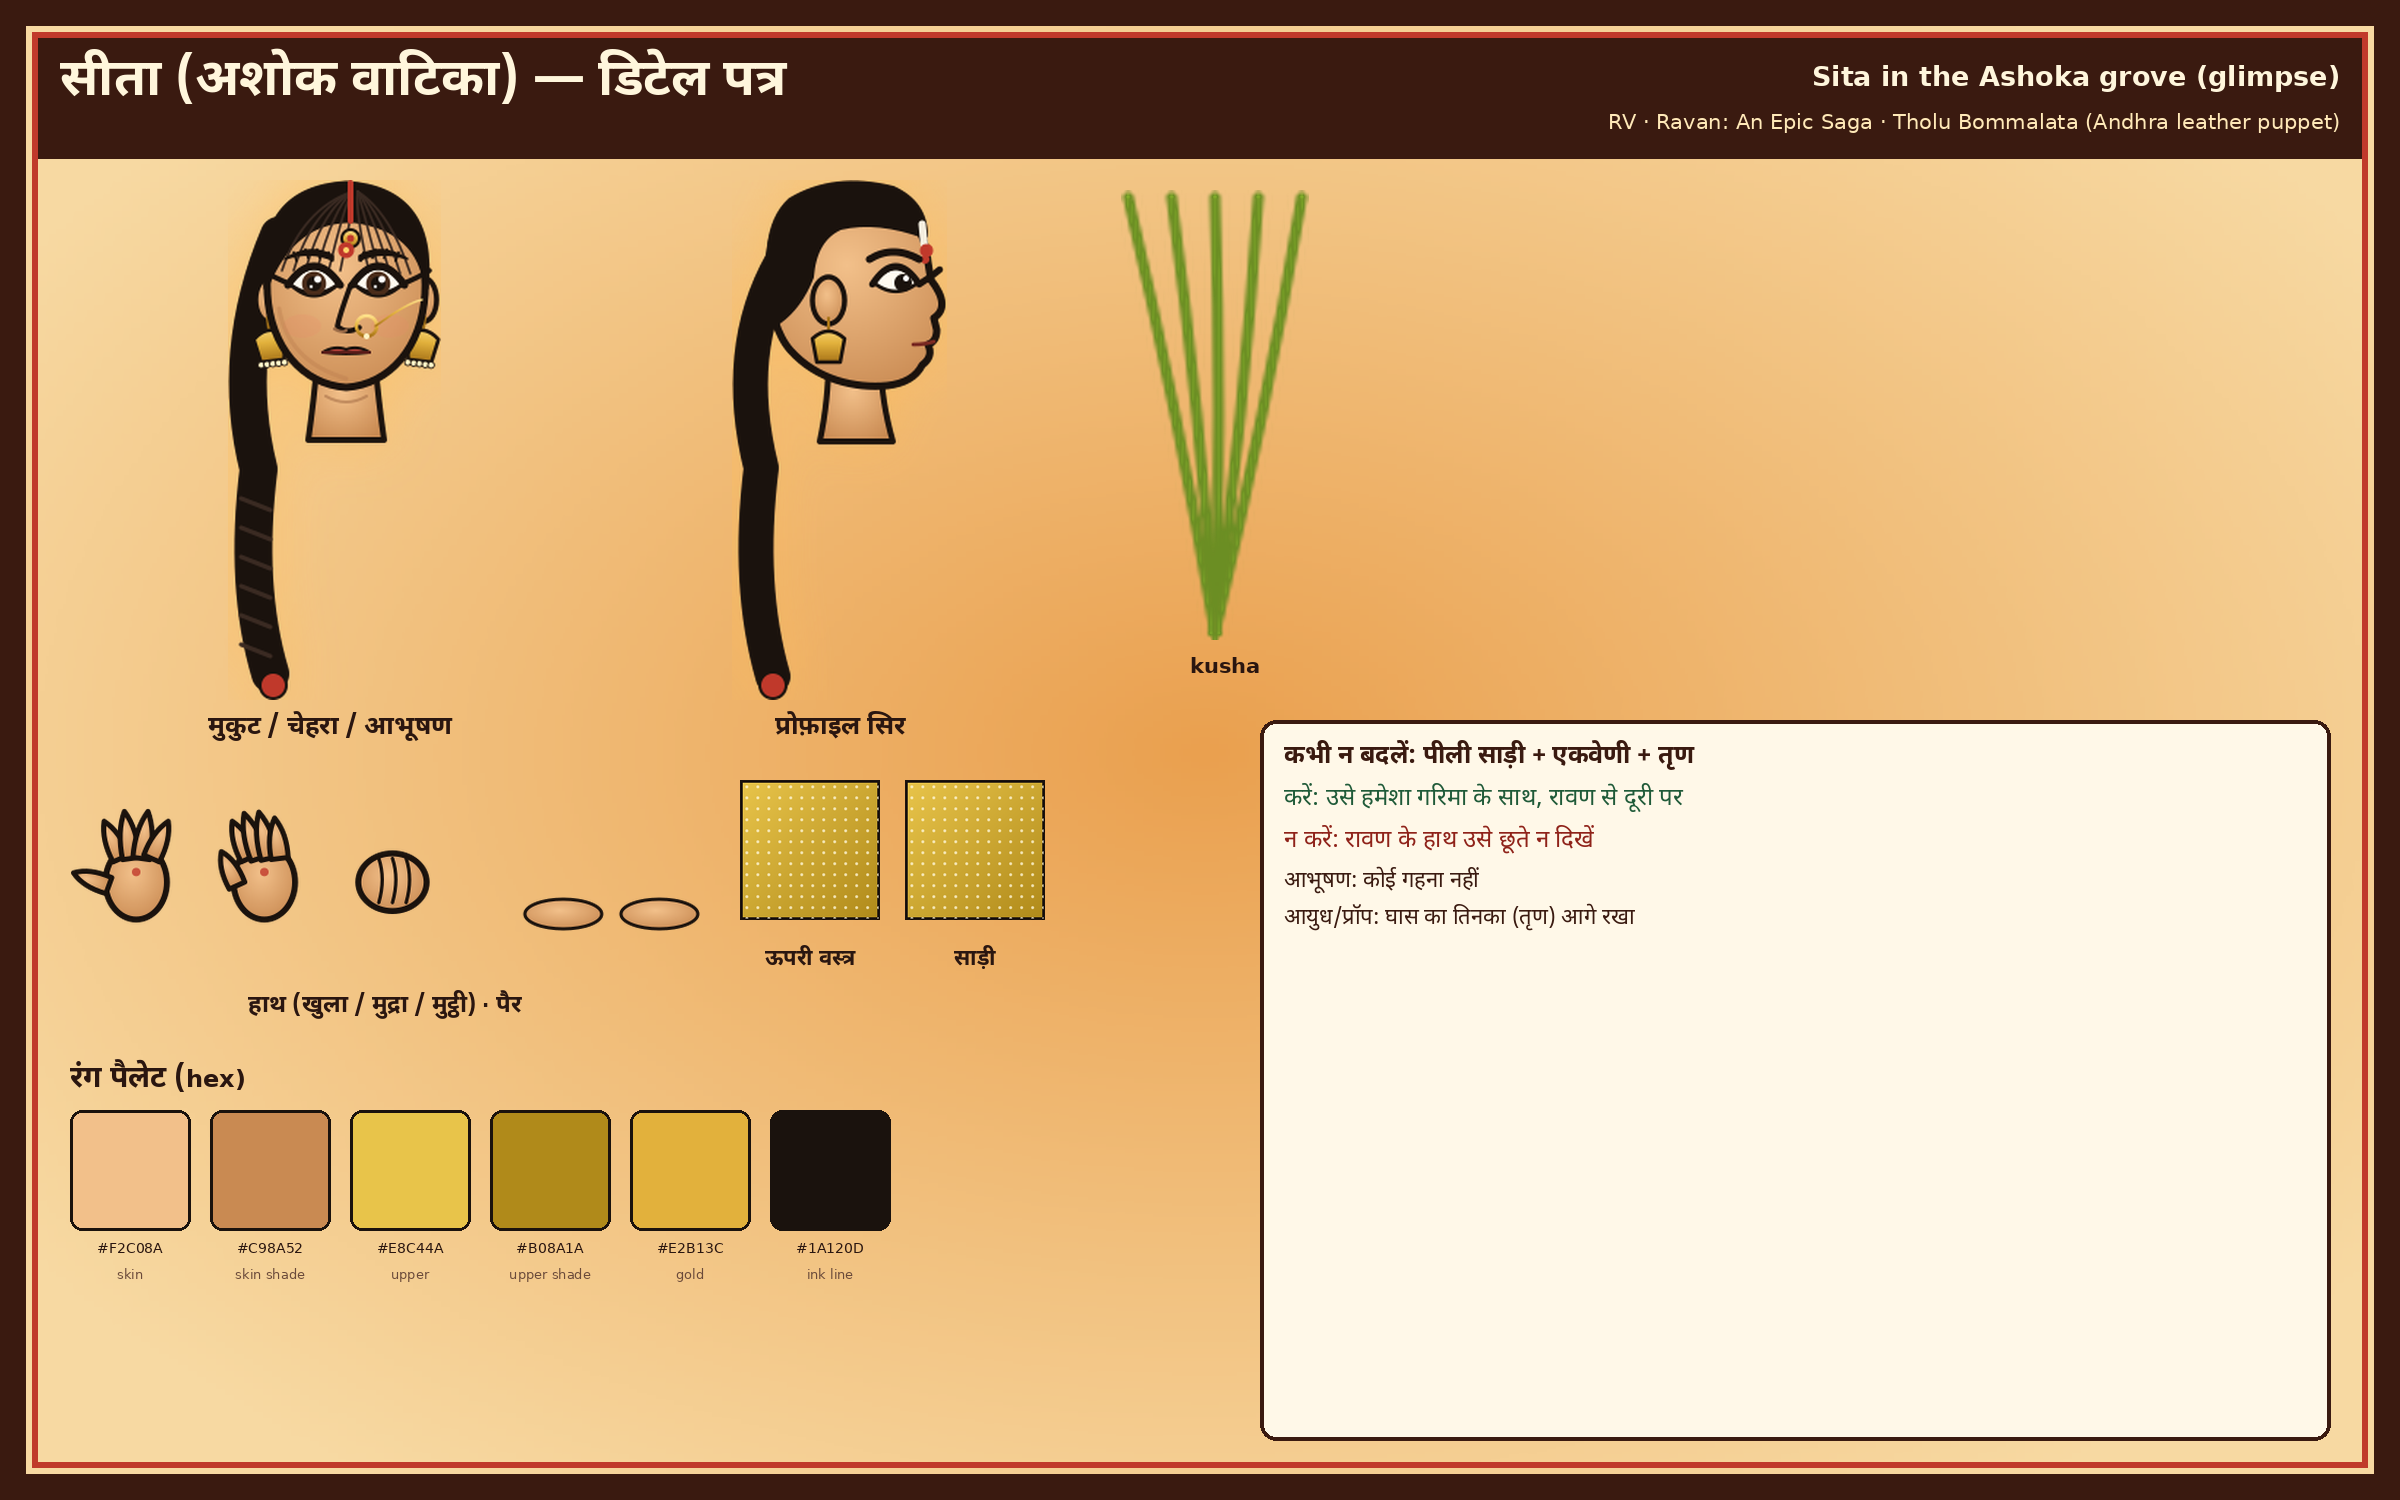 सीता (अशोक वाटिका) — डिटेल पत्र
Sita in the Ashoka grove (glimpse)
RV · Ravan: An Epic Saga · Tholu Bommalata (Andhra leather puppet)
kusha
मुकुट / चेहरा / आभूषण
प्रोफ़ाइल सिर
कभी न बदलें: पीली साड़ी + एकवेणी + तृण
करें: उसे हमेशा गरिमा के साथ, रावण से दूरी पर
न करें: रावण के हाथ उसे छूते न दिखें
आभूषण: कोई गहना नहीं
आयुध/प्रॉप: घास का तिनका (तृण) आगे रखा
ऊपरी वस्त्र
साड़ी
हाथ (खुला / मुद्रा / मुट्ठी) · पैर
रंग पैलेट (hex)
#F2C08A
#C98A52
#E8C44A
#B08A1A
#E2B13C
#1A120D
skin
skin shade
upper
upper shade
gold
ink line